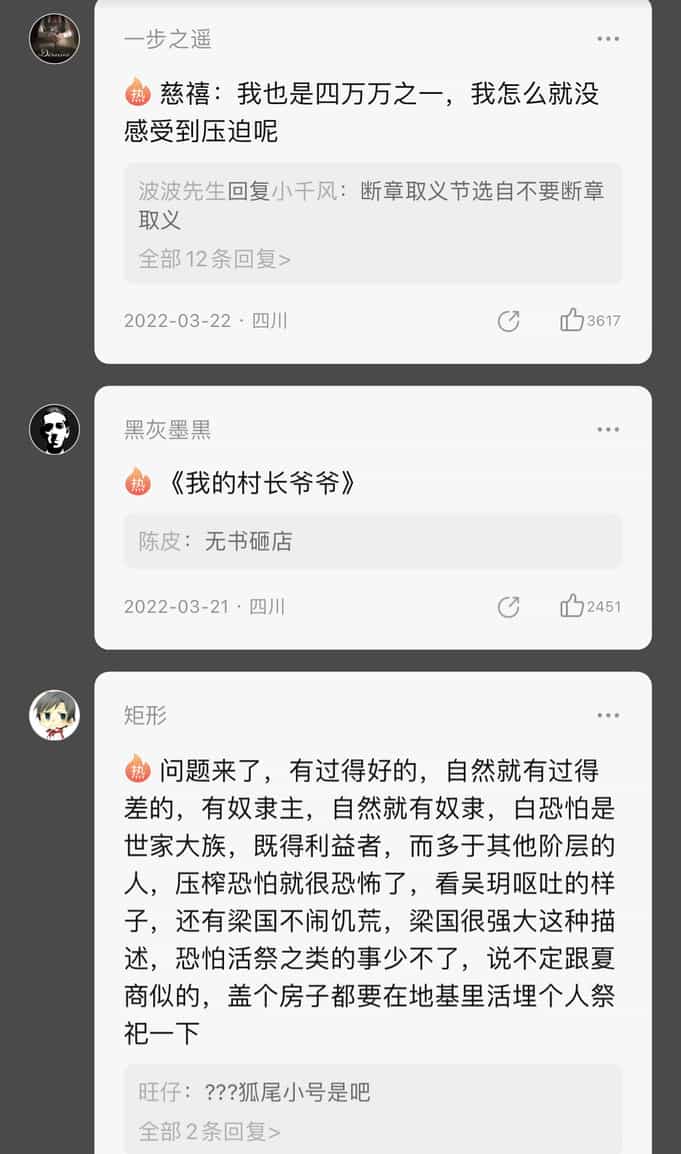 一步之遥
热 慈禧：我也是四万万之一，我怎么就没
感受到压迫呢
波波先生回复小千风：断章取义节选自不要断章
取义
全部12条回复>
2022-03-22 · 四川
3617
黑灰墨黒
热 《我的村长爷爷》
陈皮：无书砸店
2022-03-21 · 四川
2451
矩形
热 问题来了，有过得好的，自然就有过得
差的，有奴隶主，自然就有奴隶，白恐怕是
世家大族，既得利益者，而多于其他阶层的
人，压榨恐怕就很恐怖了，看吴玥呕吐的样
子，还有梁国不闹饥荒，梁国很强大这种描
述，恐怕活祭之类的事少不了，说不定跟夏
商似的，盖个房子都要在地基里活埋个人祭
祀一下
旺仔：???狐尾小号是吧
全部2条回复>